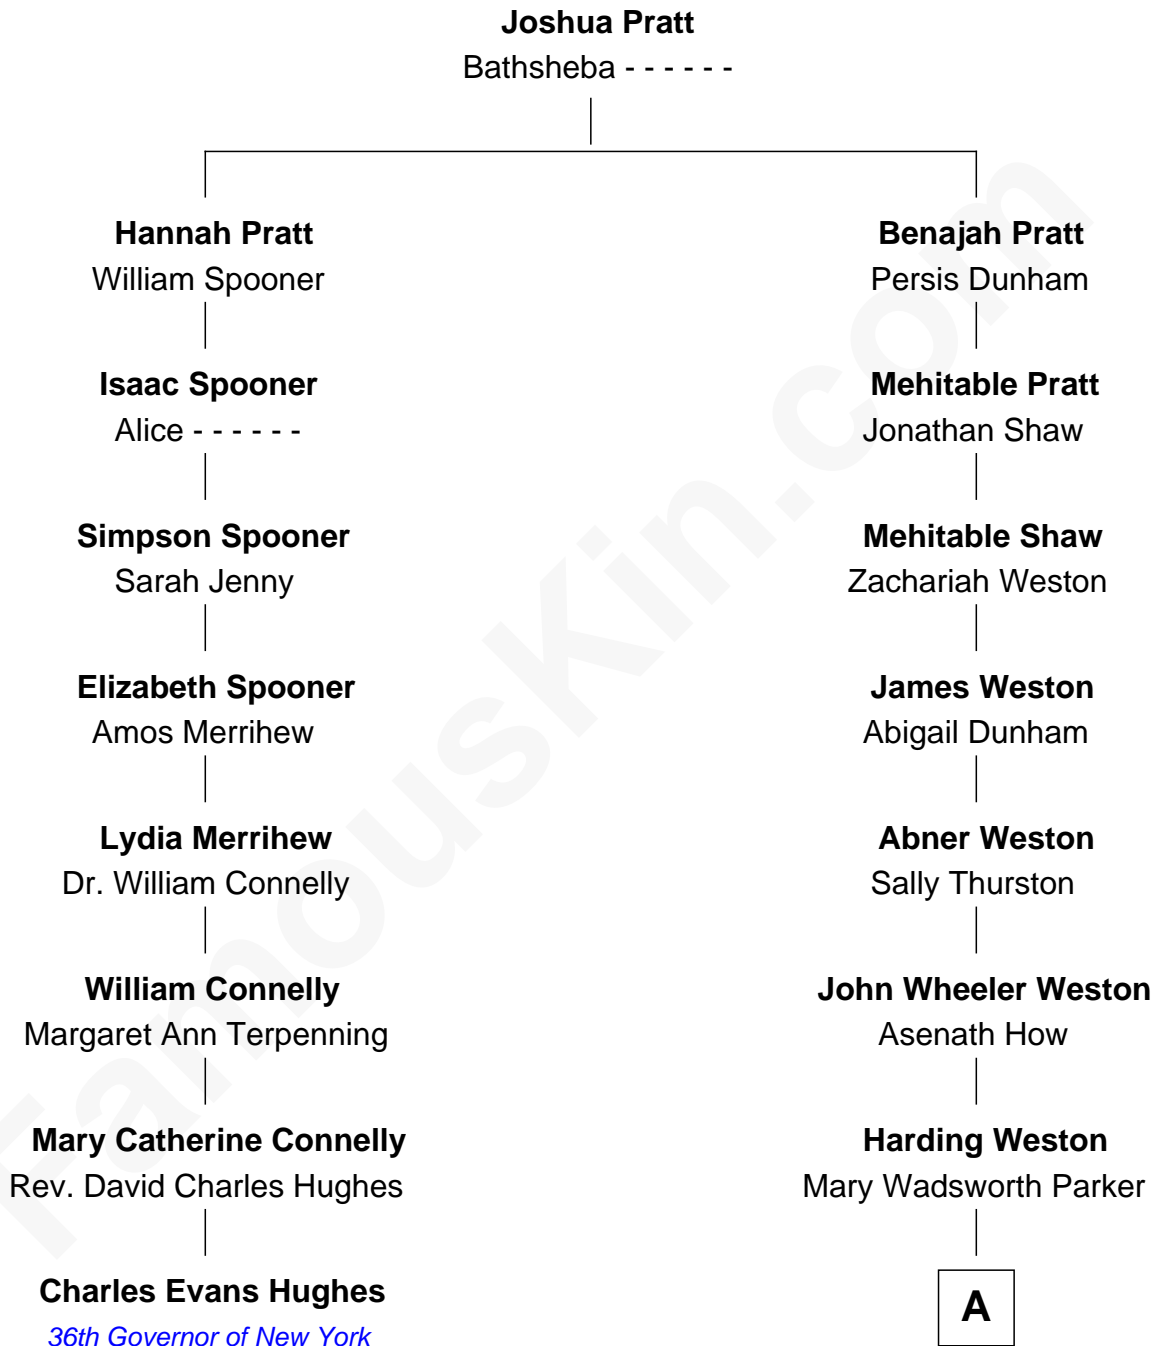 Joshua Pratt
Bathsheba - - - - - -
Hannah Pratt
William Spooner
Benajah Pratt
Persis Dunham
Isaac Spooner
Alice - - - - - -
Mehitable Pratt
Jonathan Shaw
Simpson Spooner
Sarah Jenny
Mehitable Shaw
Zachariah Weston
Elizabeth Spooner
Amos Merrihew
James Weston
Abigail Dunham
Lydia Merrihew
Dr. William Connelly
Abner Weston
Sally Thurston
William Connelly
Margaret Ann Terpenning
John Wheeler Weston
Asenath How
Mary Catherine Connelly
Rev. David Charles Hughes
Harding Weston
Mary Wadsworth Parker
Charles Evans Hughes
36th Governor of New York
A
FamousKin.com